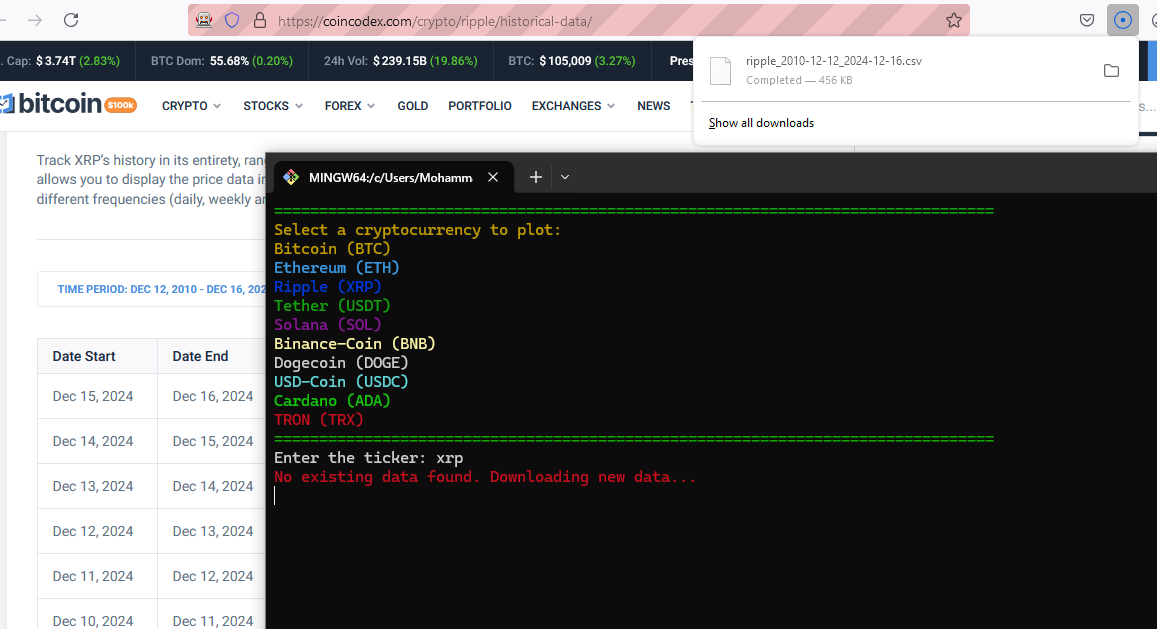 https://coincodex.com/crypto/ripple/historical-data/
. Cap: $3.74T (2.83%) BTC Dom: 55.68% (0.20%) 24h Vol: $239.15B (19.86%) BTC: $105,009 (3.27%) Pres
ripple_2010-12-12_2024-12-16.csv
Completed — 456 KB
Show all downloads
bitcoin $100k CRYPTO STOCKS FOREX GOLD PORTFOLIO EXCHANGES NEWS
s...
Track XRP's history in its entirety, ran
allows you to display the price data in
different frequencies (daily, weekly an
TIME PERIOD: DEC 12, 2010 - DEC 16, 202
Date Start Date End
Dec 15, 2024 Dec 16, 2024
Dec 14, 2024 Dec 15, 2024
Dec 13, 2024 Dec 14, 2024
Dec 12, 2024 Dec 13, 2024
Dec 11, 2024 Dec 12, 2024
Dec 10, 2024 Dec 11, 2024
MINGW64:/c/Users/Mohamm
================================================================================
Select a cryptocurrency to plot:
Bitcoin (BTC)
Ethereum (ETH)
Ripple (XRP)
Tether (USDT)
Solana (SOL)
Binance-Coin (BNB)
Dogecoin (DOGE)
USD-Coin (USDC)
Cardano (ADA)
TRON (TRX)
================================================================================
Enter the ticker: xrp
No existing data found. Downloading new data...